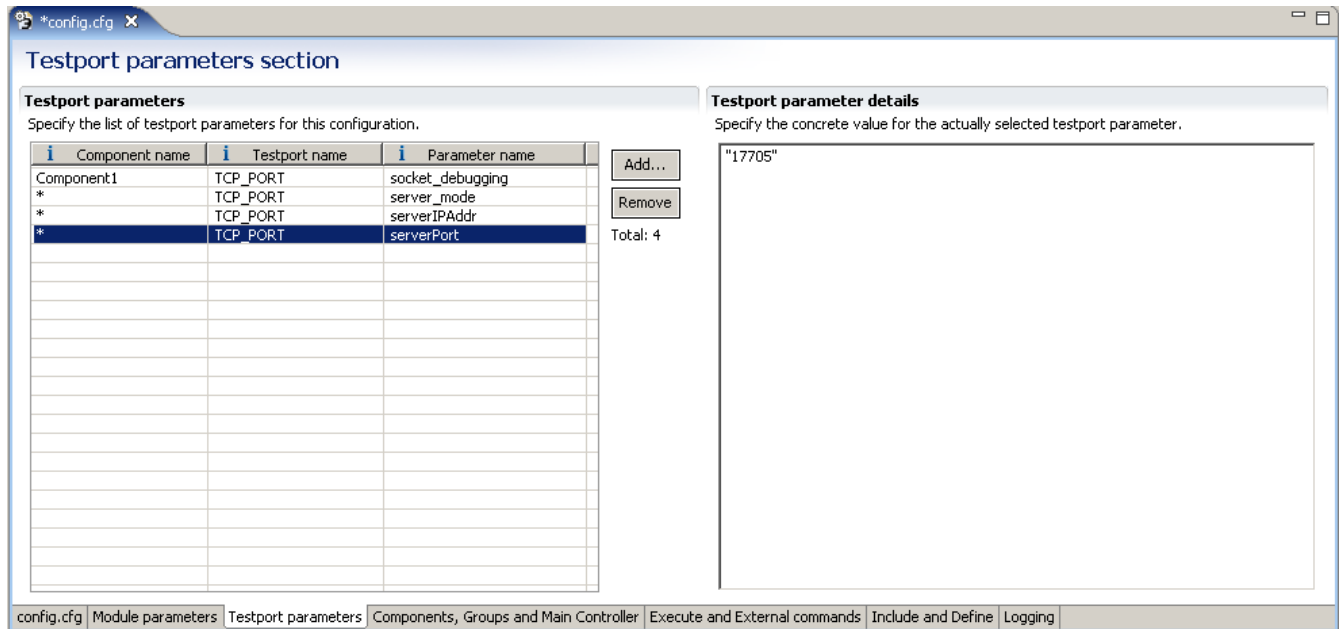 *config.cfg
Testport parameters section
Testport parameters
Specify the list of testport parameters for this configuration.
Component name Testport name Parameter name
Component1 TCP_PORT socket_debugging
* TCP_PORT server_mode
* TCP_PORT serverIPAddr
* TCP_PORT serverPort
Add...
Remove
Total: 4
Testport parameter details
Specify the concrete value for the actually selected testport parameter.
"17705"
config.cfg Module parameters Testport parameters Components, Groups and Main Controller Execute and External commands Include and Define Logging